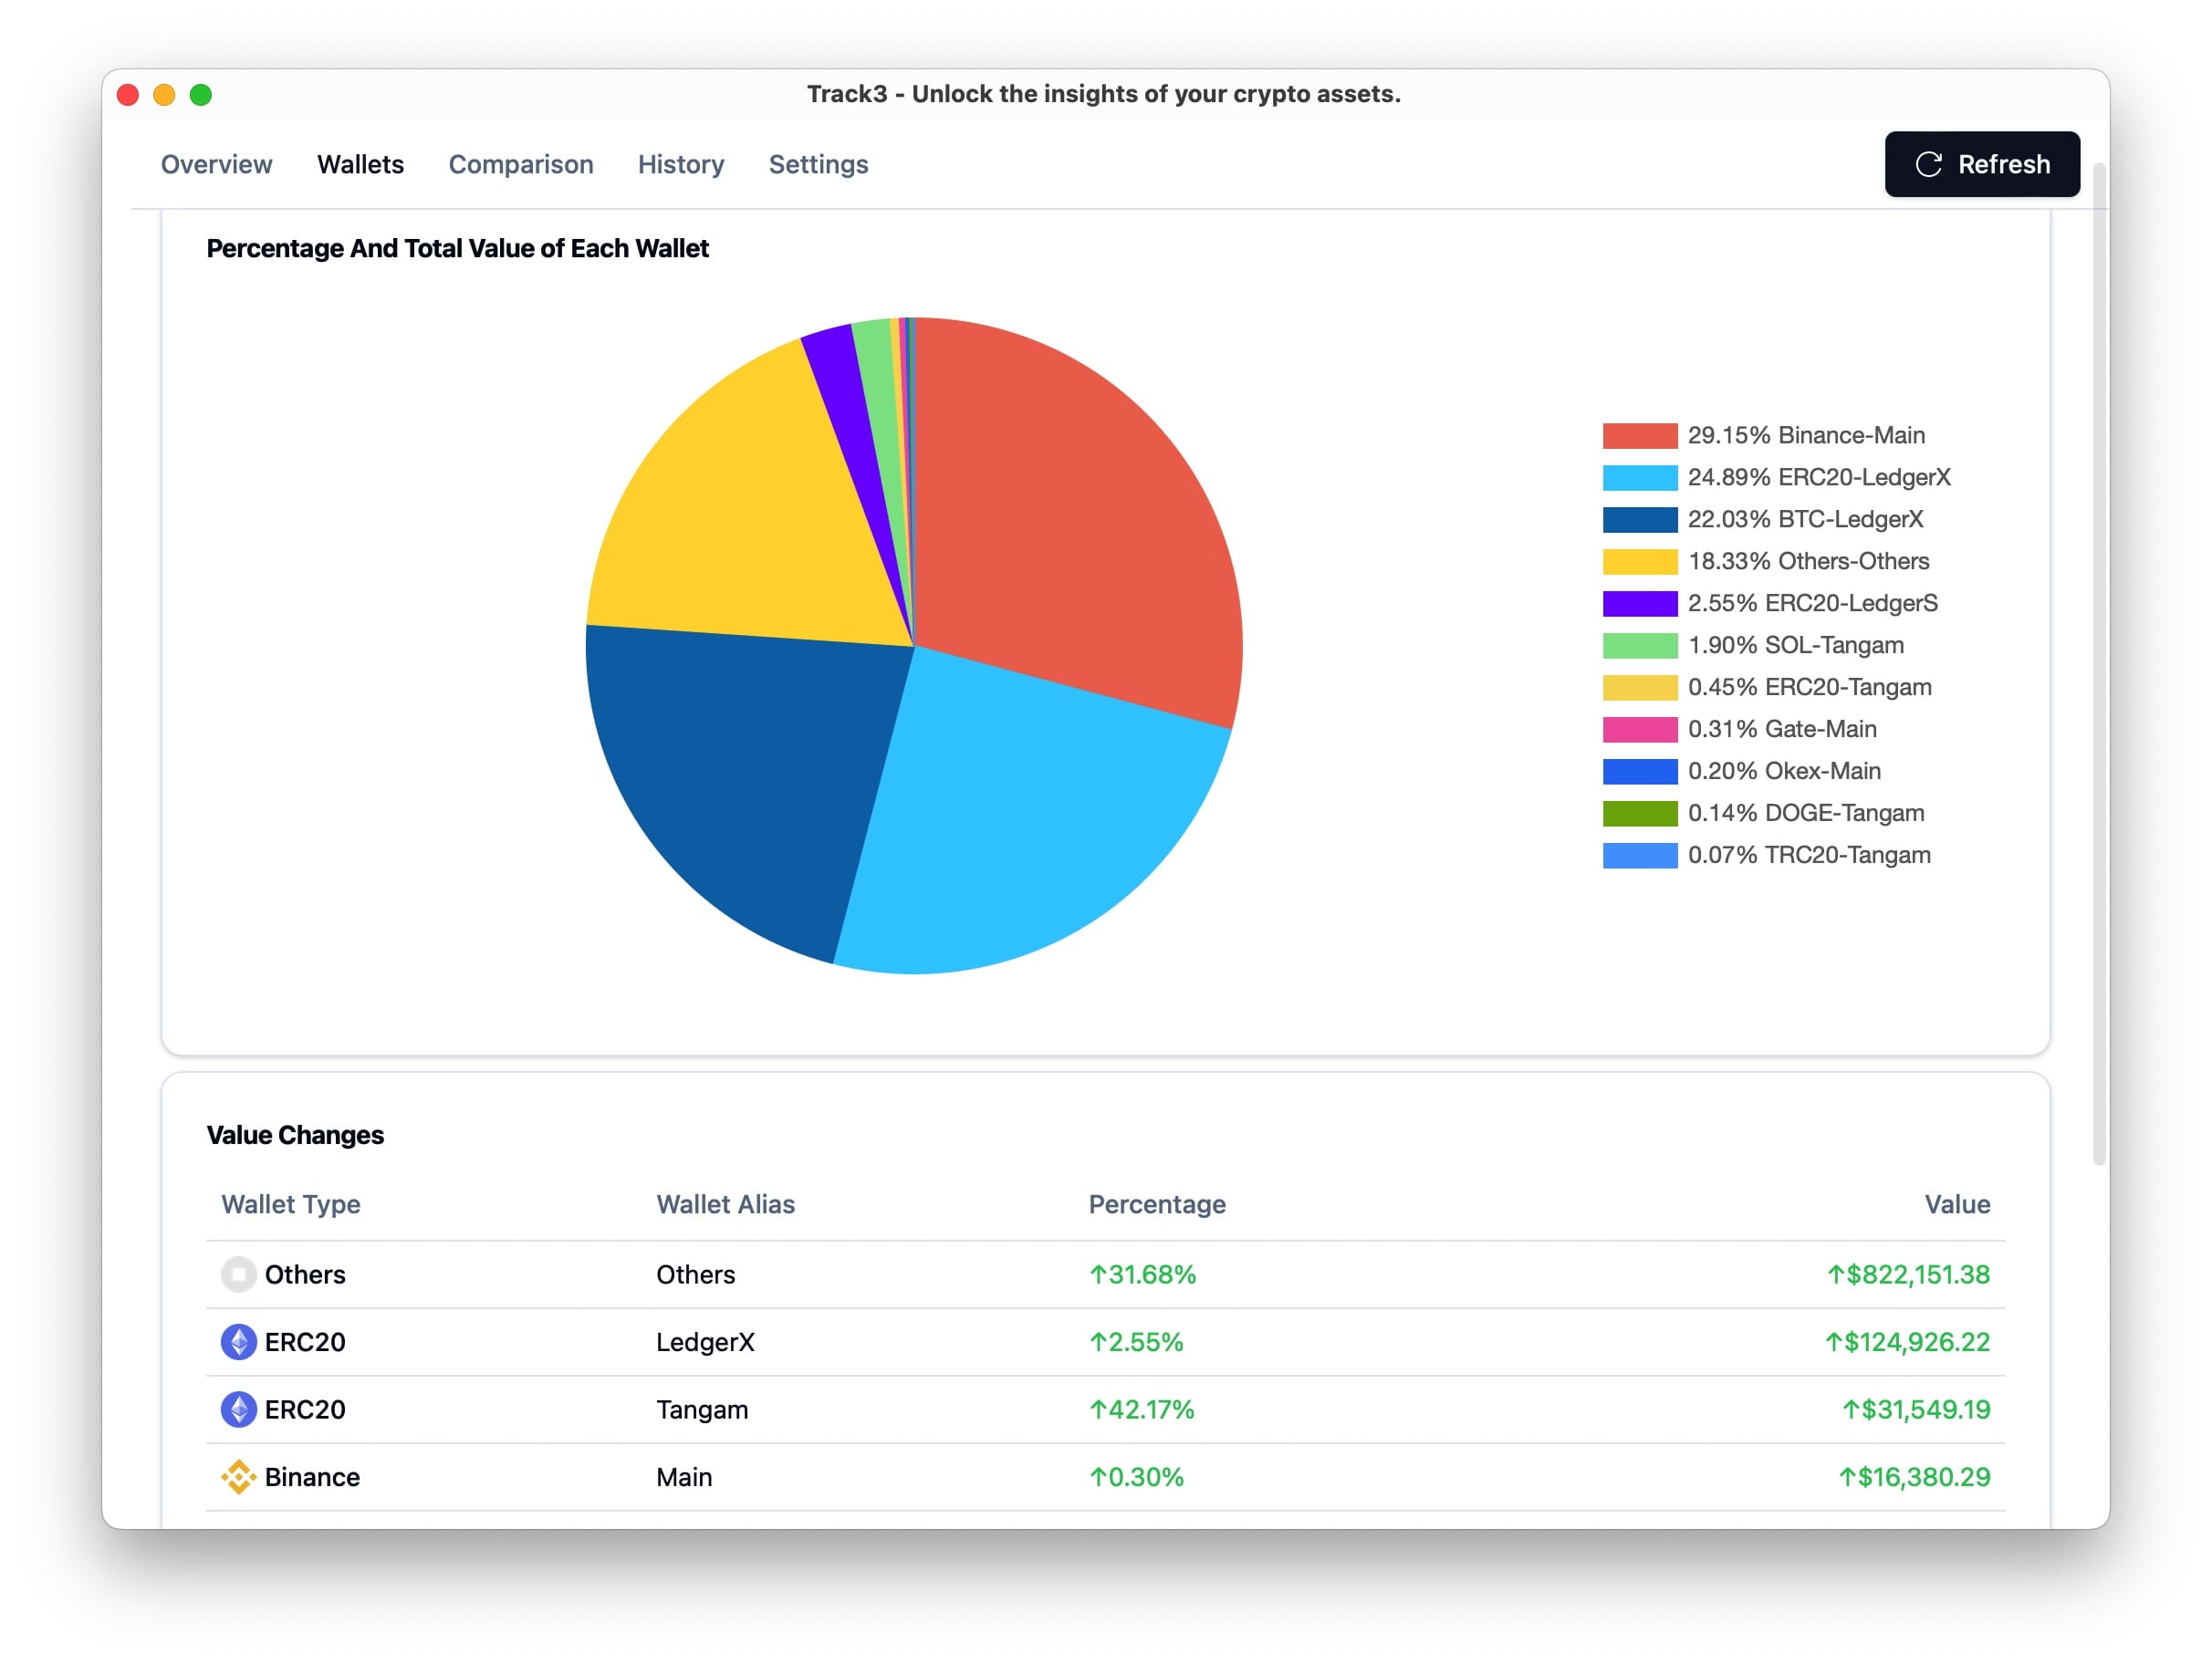 Track3 - Unlock the insights of your crypto assets.
Overview Wallets Comparison History Settings Refresh
Percentage And Total Value of Each Wallet
29.15% Binance-Main
24.89% ERC20-LedgerX
22.03% BTC-LedgerX
18.33% Others-Others
2.55% ERC20-LedgerS
1.90% SOL-Tangam
0.45% ERC20-Tangam
0.31% Gate-Main
0.20% Okex-Main
0.14% DOGE-Tangam
0.07% TRC20-Tangam
Value Changes
Wallet Type Wallet Alias Percentage Value
Others Others ↑31.68% ↑$822,151.38
ERC20 LedgerX ↑2.55% ↑$124,926.22
ERC20 Tangam ↑42.17% ↑$31,549.19
Binance Main ↑0.30% ↑$16,380.29